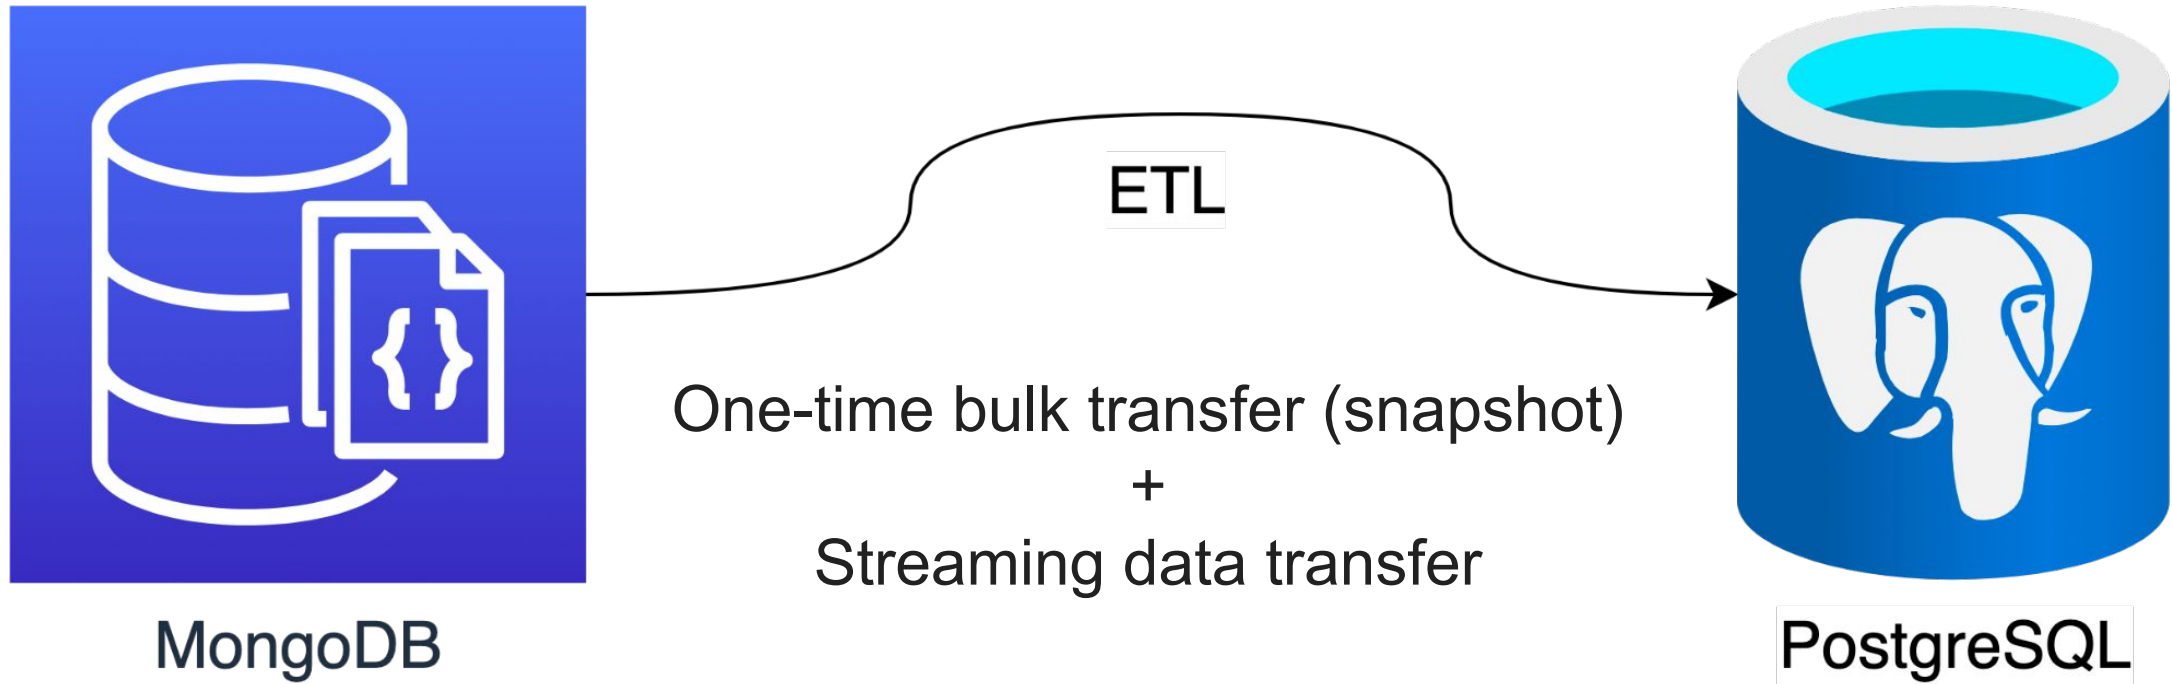 ETL
One-time bulk transfer (snapshot)
+
Streaming data transfer
MongoDB
PostgreSQL